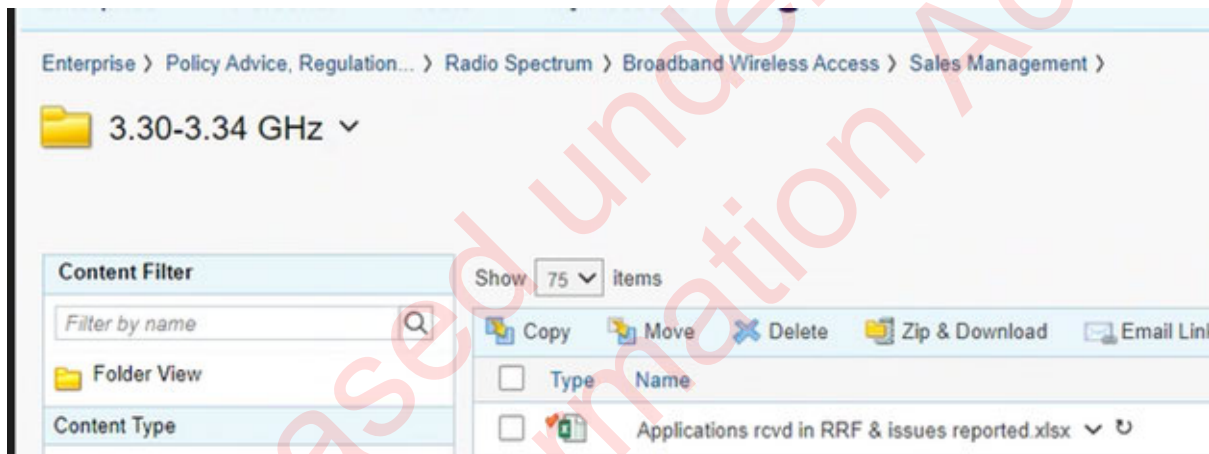 Enterprise > Policy Advice, Regulation... > Radio Spectrum > Broadband Wireless Access > Sales Management >
3.30-3.34 GHz
Content Filter
Show 75 items
Filter by name
Copy Move Delete Zip & Download Email Link
Folder View
Type Name
Content Type
Applications rcvd in RRF & issues reported.xlsx